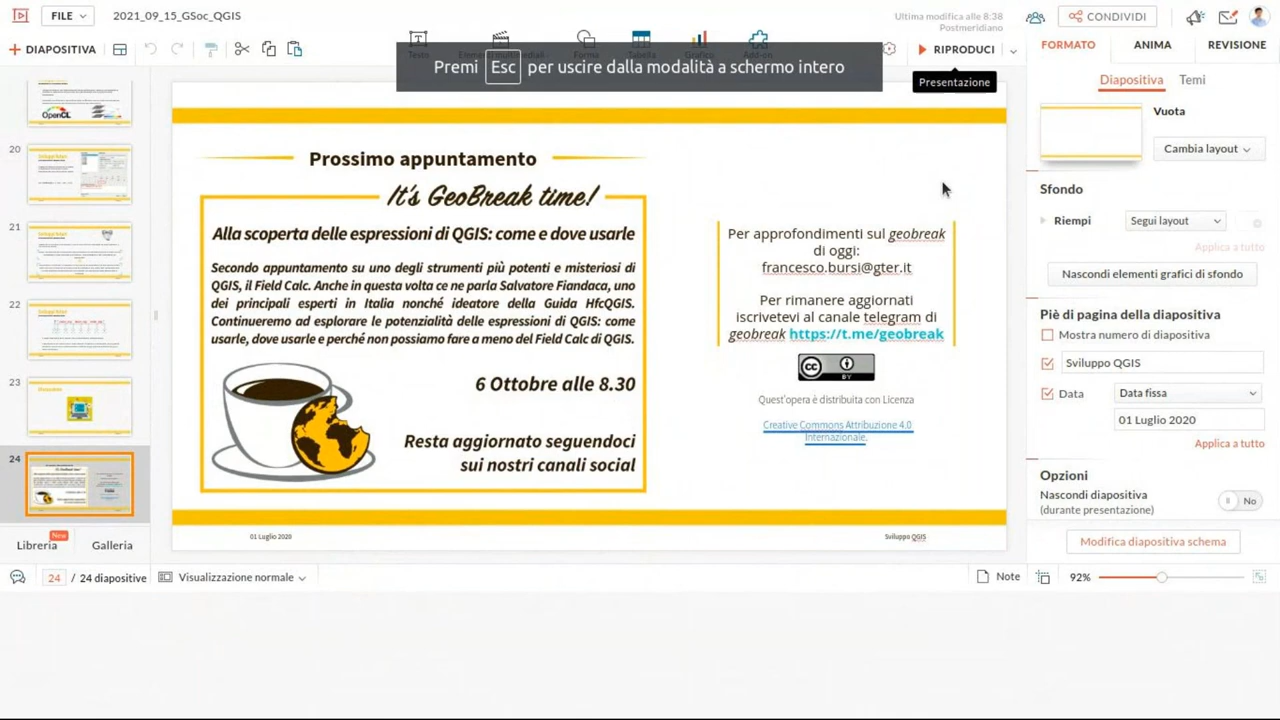 FILE
2021_09_15_GSoc_QGIS
Ultima modifica alle 8:38
Postmeridiano
CONDIVIDI
DIAPOSITIVA
Premi Esc per uscire dalla modalità a schermo intero
RIPRODUCI
Presentazione
FORMATO
ANIMA
REVISIONE
Diapositiva
Temi
Vuota
Cambia layout
Sfondo
Riempi
Segui layout
Applica a tutto
Nascondi elementi grafici di sfondo
Piè di pagina della diapositiva
Mostra numero di diapositiva
Sviluppo QGIS
Data
Data fissa
01 Luglio 2020
Applica a tutto
Opzioni
Nascondi diapositiva
(durante presentazione)
No
Modifica diapositiva schema
OpenCL
20
21
22
23
24
Libreria
New
Galleria
Prossimo appuntamento
It's GeoBreak time!
Alla scoperta delle espressioni di QGIS: come e dove usarle
Secondo appuntamento su uno degli strumenti più potenti e misteriosi di
QGIS, il Field Calc. Anche in questa volta ce ne parla Salvatore Fiandaca, uno
dei principali esperti in Italia nonché ideatore della Guida HfcQGIS.
Continueremo ad esplorare le potenzialità delle espressioni di QGIS: come
usarle, dove usarle e perché non possiamo fare a meno del Field Calc di QGIS.
6 Ottobre alle 8.30
Resta aggiornato seguendoci
sui nostri canali social
Per approfondimenti sul geobreak
di oggi:
francesco.bursi@gter.it
Per rimanere aggiornati
iscrivetevi al canale telegram di
geobreak https://t.me/geobreak
cc
BY
Quest'opera è distribuita con Licenza
Creative Commons Attribuzione 4.0
Internazionale.
01 Luglio 2020
Sviluppo QGIS
24 / 24 diapositive
Visualizzazione normale
Note
92%